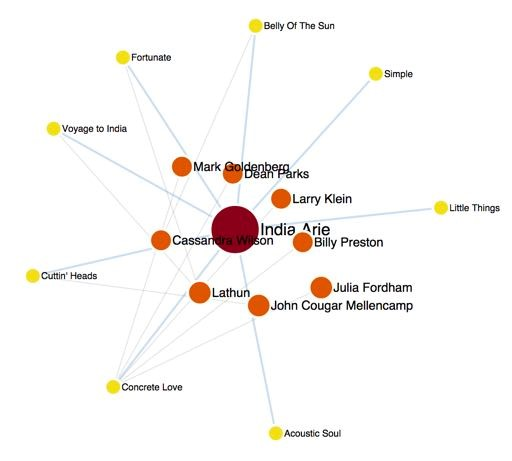 Belly Of The Sun
Fortunate
Simple
Voyage to India
Mark Goldenberg
Dean Parks
Larry Klein
Little Things
India.Arie
Cassandra Wilson
Billy Preston
Cuttin' Heads
Julia Fordham
Lathun
John Cougar Mellencamp
Concrete Love
Acoustic Soul